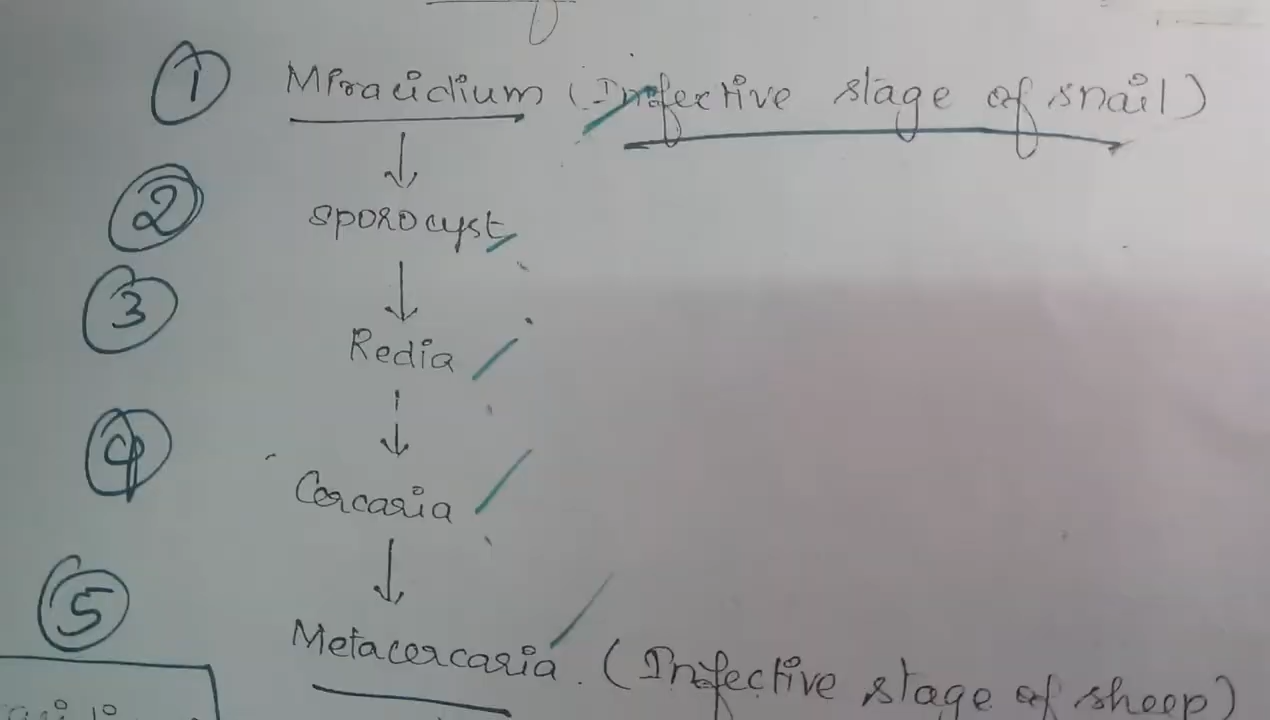 ① Miracidium (Infective stage of snail)
↓
② Sporocyst
↓
③ Redia
↓
④ Cercaria
↓
⑤ Metacercaria. (Infective stage of sheep)